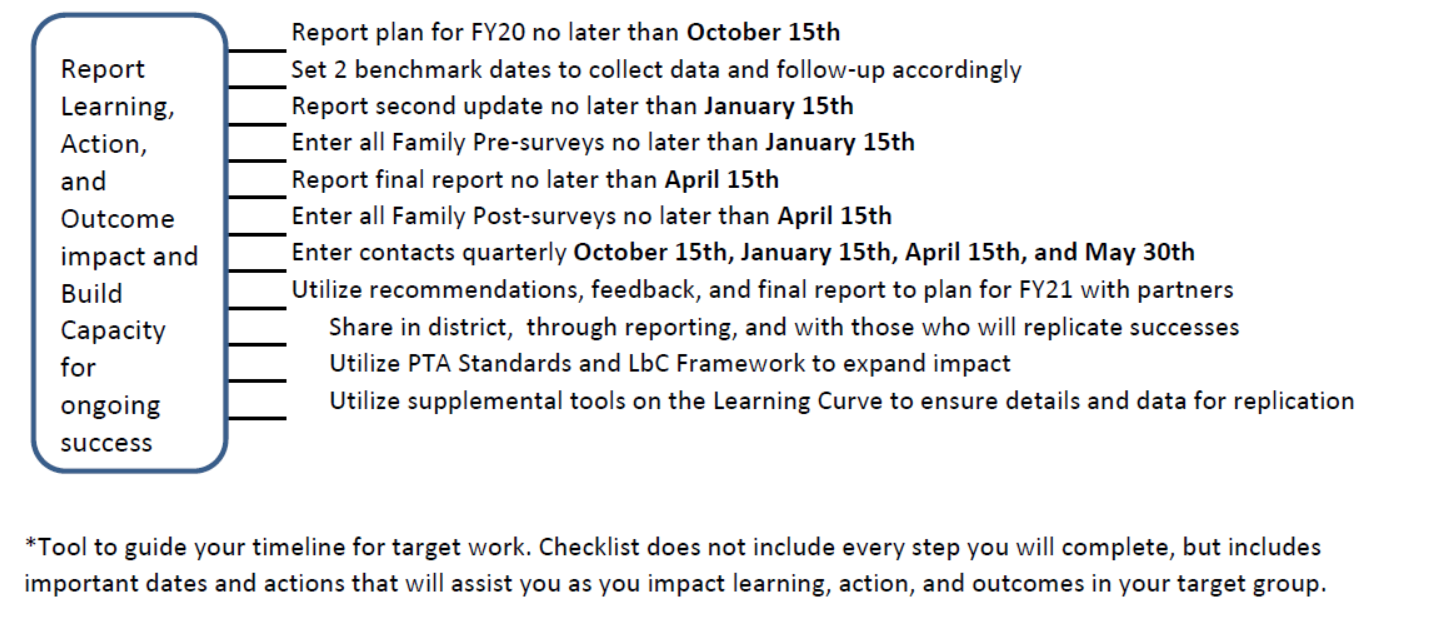 Report
Learning,
Action,
and
Outcome
impact and
Build
Capacity
for
ongoing
success
Report plan for FY20 no later than October 15th
Set 2 benchmark dates to collect data and follow-up accordingly
Report second update no later than January 15th
Enter all Family Pre-surveys no later than January 15th
Report final report no later than April 15th
Enter all Family Post-surveys no later than April 15th
Enter contacts quarterly October 15th, January 15th, April 15th, and May 30th
Utilize recommendations, feedback, and final report to plan for FY21 with partners
Share in district, through reporting, and with those who will replicate successes
Utilize PTA Standards and LbC Framework to expand impact
Utilize supplemental tools on the Learning Curve to ensure details and data for replication
*Tool to guide your timeline for target work. Checklist does not include every step you will complete, but includes
important dates and actions that will assist you as you impact learning, action, and outcomes in your target group.